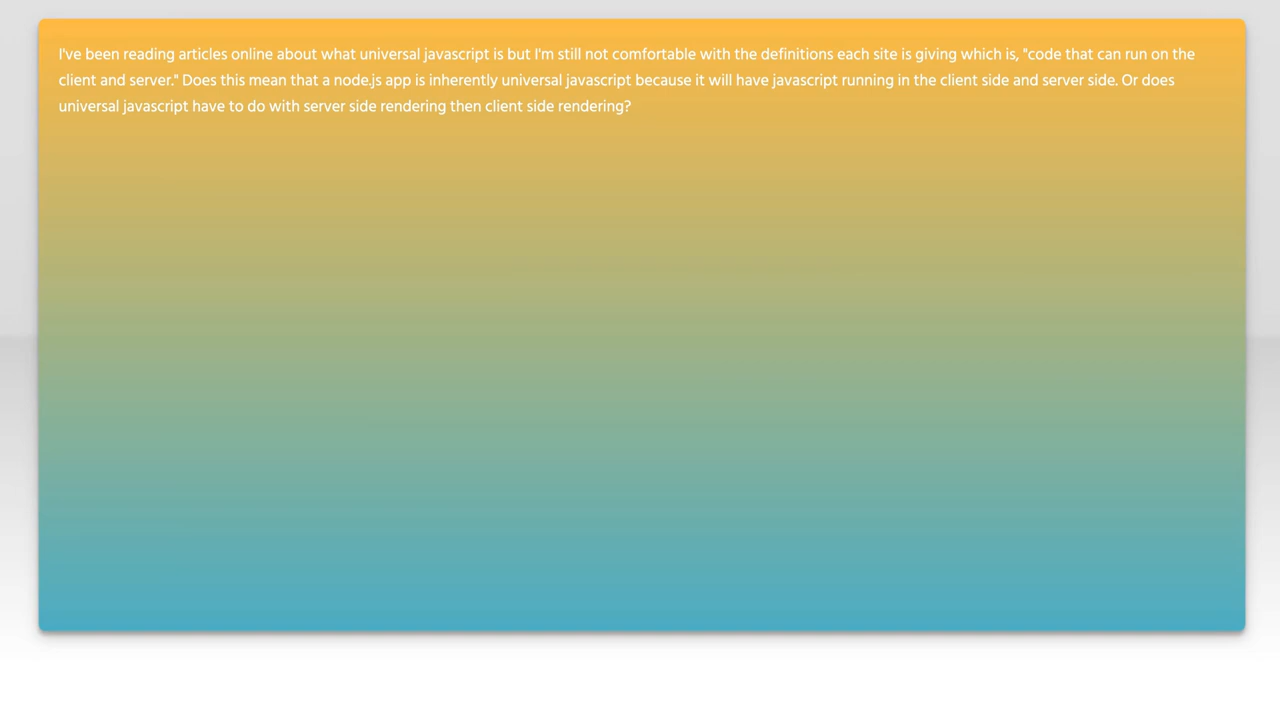 I've been reading articles online about what universal javascript is but I'm still not comfortable with the definitions each site is giving which is, "code that can run on the
client and server." Does this mean that a node.js app is inherently universal javascript because it will have javascript running in the client side and server side. Or does
universal javascript have to do with server side rendering then client side rendering?